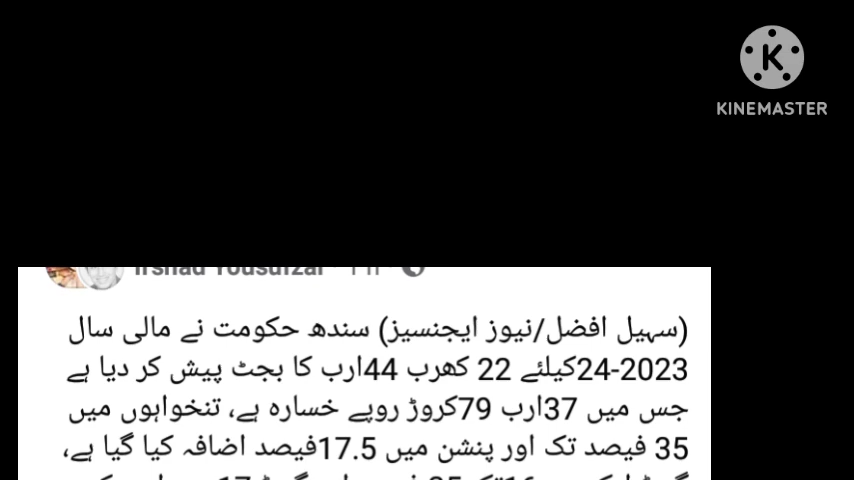 KINEMASTER
Irshad Yousufzai
(سہیل افضل/نیوز ایجنسیز) سندھ حکومت نے مالی سال
2023-24کیلئے 22 کھرب 44ارب کا بجٹ پیش کر دیا ہے
جس میں 37ارب 79کروڑ روپے خسارہ ہے، تنخواہوں میں
35 فیصد تک اور پنشن میں 17.5فیصد اضافہ کیا گیا ہے،